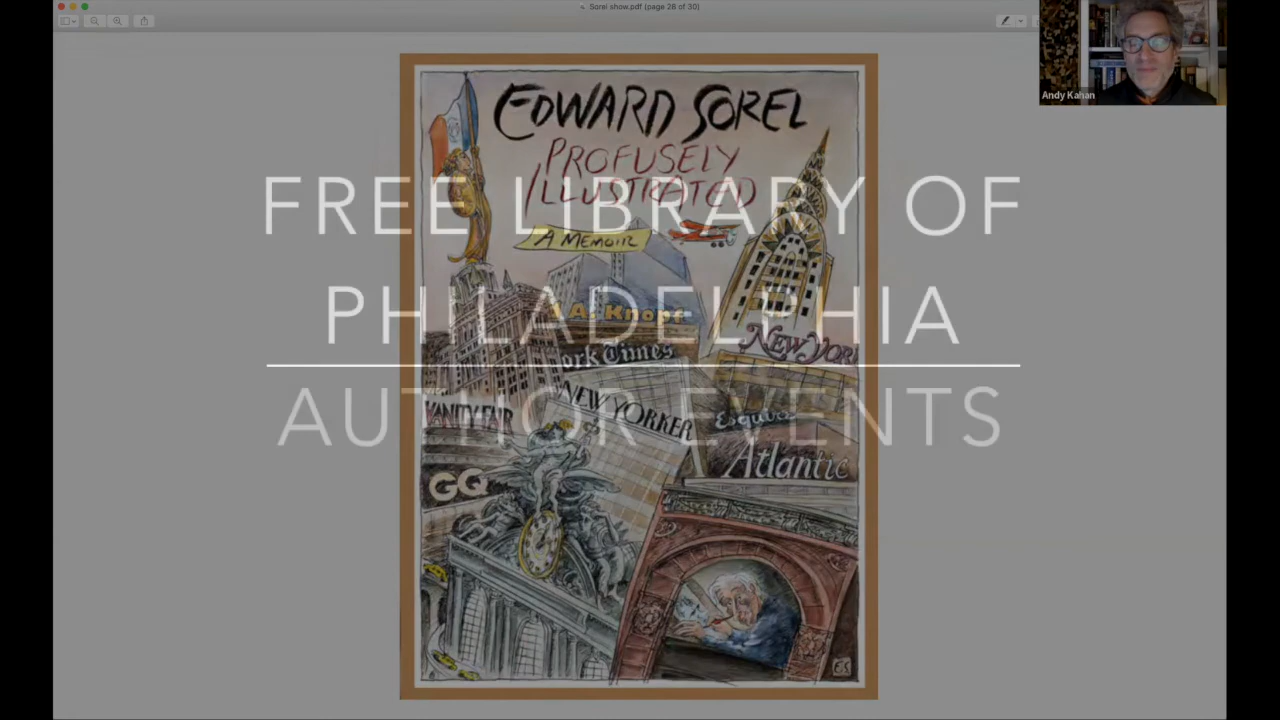 Sorel show.pdf (page 28 of 30)
Andy Kahan
EDWARD SOREL
PROFUSELY
ILLUSTRATED
A MEMOIR
FREE LIBRARY OF
PHILADELPHIA
AUTHOR EVENTS
A. Knopf
NEW YORK
ork Times
NEW YORKER
VANITY FAIR
Esquire
Atlantic
GQ
ES